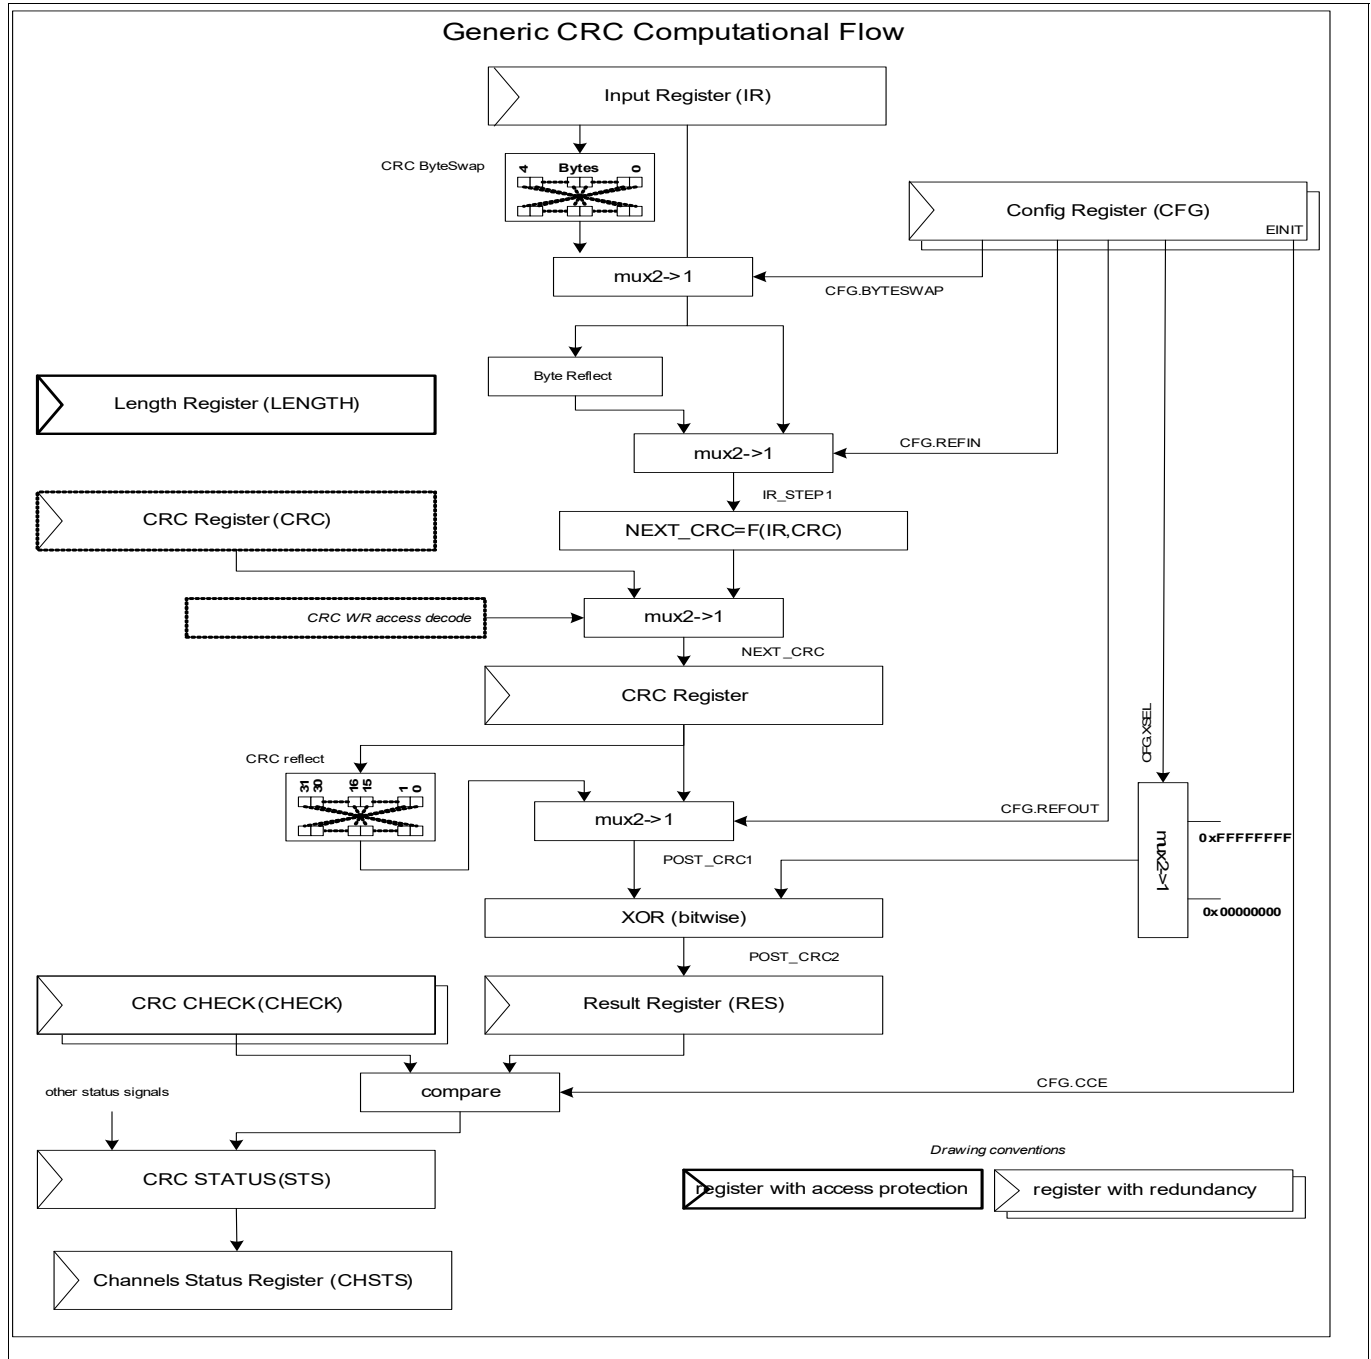 Generic CRC Computational Flow
Input Register (IR)
CRC ByteSwap
4 Bytes 0
Config Register (CFG)
EINIT
mux2->1
CFG.BYTESWAP
Byte Reflect
Length Register (LENGTH)
mux2->1
CFG.REFIN
IR_STEP1
CRC Register (CRC)
NEXT_CRC=F(IR,CRC)
CRC WR access decode
mux2->1
NEXT_CRC
CRC Register
CFG.XSEL
CRC reflect
31 30 16 15 1 0
mux2->1
CFG.REFOUT
0xFFFFFFFF
mux2->1
POST_CRC1
0x00000000
XOR (bitwise)
POST_CRC2
CRC CHECK (CHECK)
Result Register (RES)
compare
CFG.CCE
other status signals
Drawing conventions
CRC STATUS (STS)
register with access protection
register with redundancy
Channels Status Register (CHSTS)